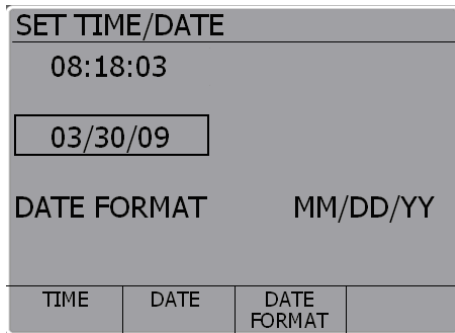 SET TIME/DATE
08:18:03
03/30/09
DATE FORMAT MM/DD/YY
TIME DATE DATE FORMAT